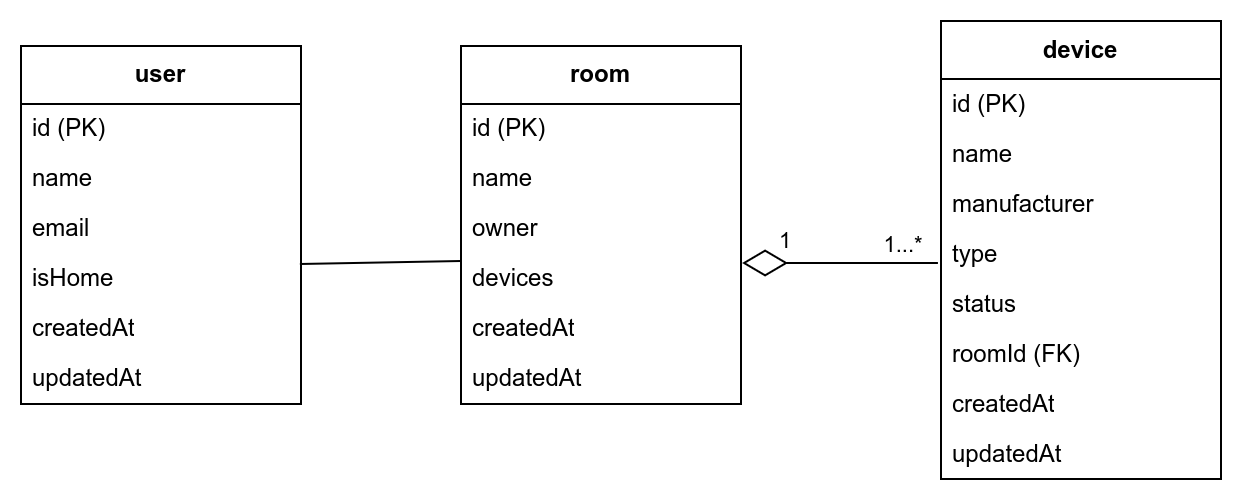 user
id (PK)
name
email
isHome
createdAt
updatedAt
room
id (PK)
name
owner
devices
createdAt
updatedAt
1
1...*
device
id (PK)
name
manufacturer
type
status
roomId (FK)
createdAt
updatedAt